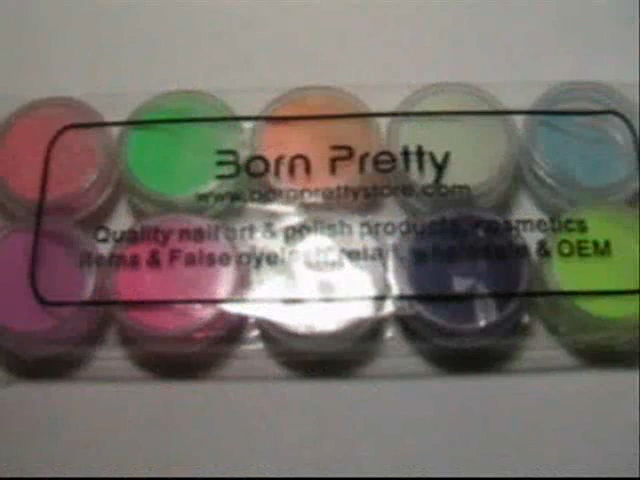 Born Pretty
www.bornprettystore.com
Quality nail art & polish products, cosmetics
items & False eyelash, retail, wholesale & OEM